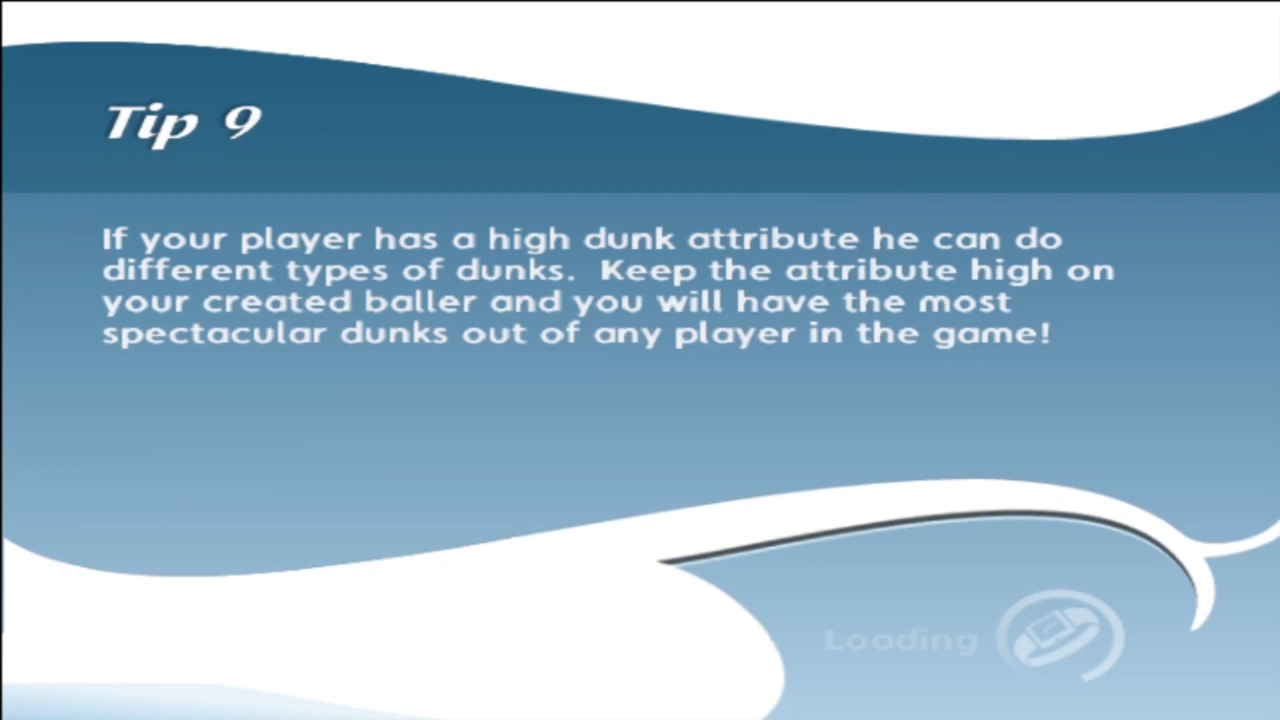 Tip 9
If your player has a high dunk attribute he can do
different types of dunks.  Keep the attribute high on
your created baller and you will have the most
spectacular dunks out of any player in the game!
Loading